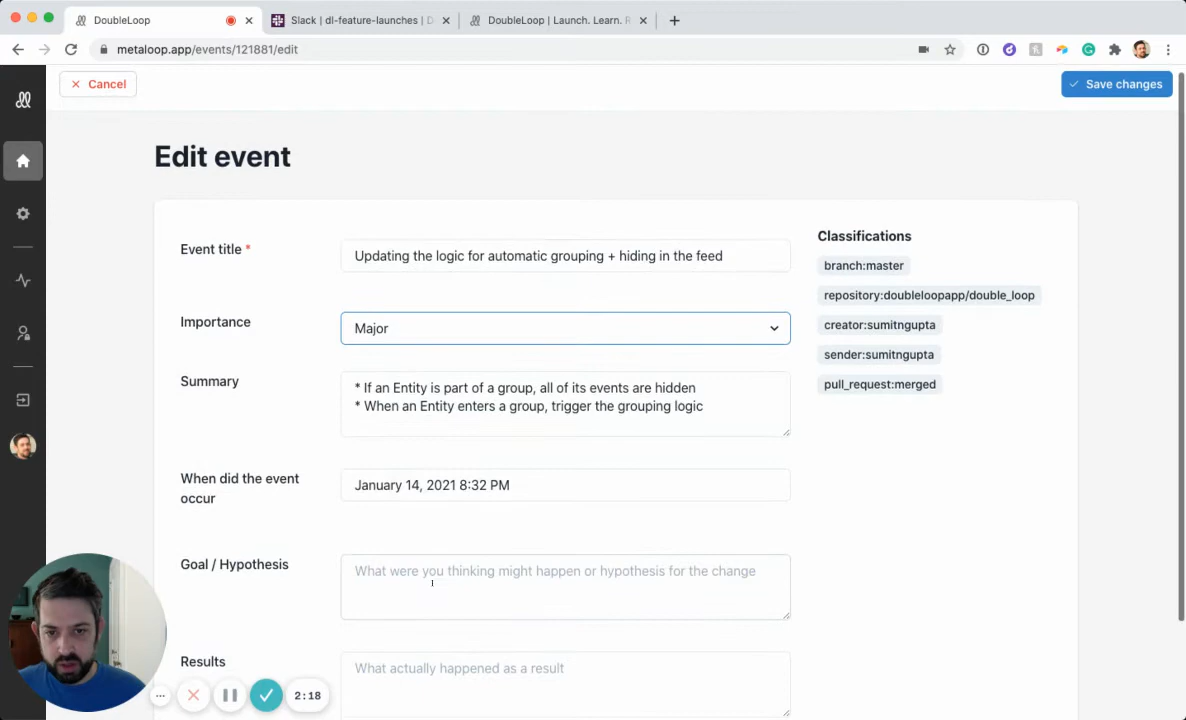 DoubleLoop
Slack | dl-feature-launches | D
DoubleLoop | Launch. Learn. R
metaloop.app/events/121881/edit
Cancel
Save changes
Edit event
Event title *
Updating the logic for automatic grouping + hiding in the feed
Importance
Major
Summary
* If an Entity is part of a group, all of its events are hidden
* When an Entity enters a group, trigger the grouping logic
When did the event
occur
January 14, 2021 8:32 PM
Goal / Hypothesis
What were you thinking might happen or hypothesis for the change
Results
What actually happened as a result
Classifications
branch:master
repository:doubleloopapp/double_loop
creator:sumitngupta
sender:sumitngupta
pull_request:merged
2:18